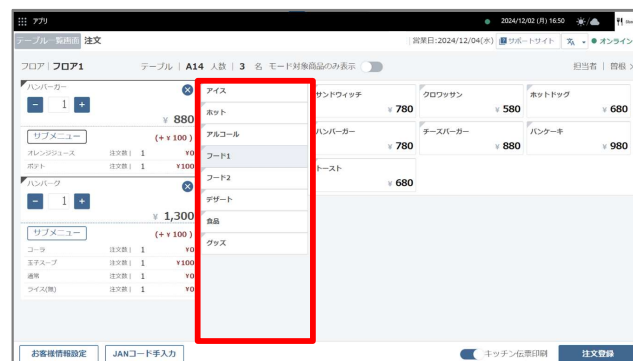 アプリ
2024/12/02 (月) 16:50
テーブル一覧画面 注文
営業日:2024/12/04(水) サポートサイト オンライン
フロア | フロア1 テーブル | A14 人数 | 3 名 モード対象商品のみ表示 担当者 | 曽根 >
ハンバーガー
− 1 +
¥ 880
サブメニュー (+ ¥ 100 )
オレンジジュース 注文数 | 1 ¥0
ポテト 注文数 | 1 ¥100
ハンバーグ
− 1 +
¥ 1,300
サブメニュー (+ ¥ 100 )
コーラ 注文数 | 1 ¥0
玉子スープ 注文数 | 1 ¥100
通常 注文数 | 1 ¥0
ライス(無) 注文数 | 1 ¥0
アイス
ホット
アルコール
フード1
フード2
デザート
食品
グッズ
サンドウィッチ
¥ 780
クロワッサン
¥ 580
ホットドッグ
¥ 680
ハンバーガー
¥ 780
チーズバーガー
¥ 880
パンケーキ
¥ 980
トースト
¥ 680
お客様情報設定 JANコード手入力 キッチン伝票印刷 注文登録